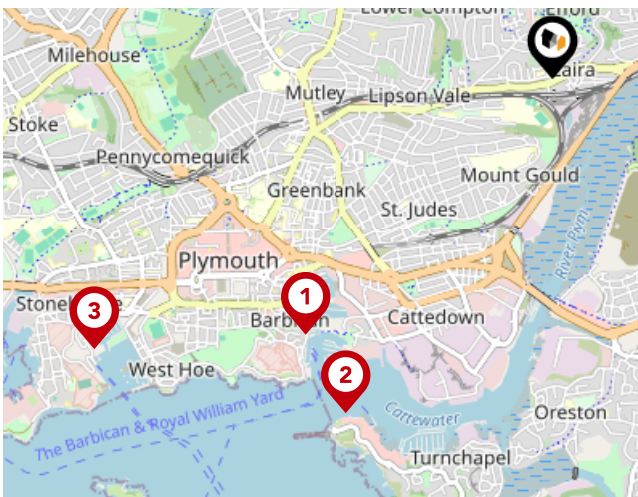 Lower Compton
Efford
Milehouse
Laira
Mutley
Lipson Vale
Stoke
Pennycomequick
Mount Gould
Greenbank
St. Judes
River Plym
Plymouth
1
3
Barbican
Cattedown
2
West Hoe
The Barbican & Royal William Yard
Cattewater
Oreston
Turnchapel